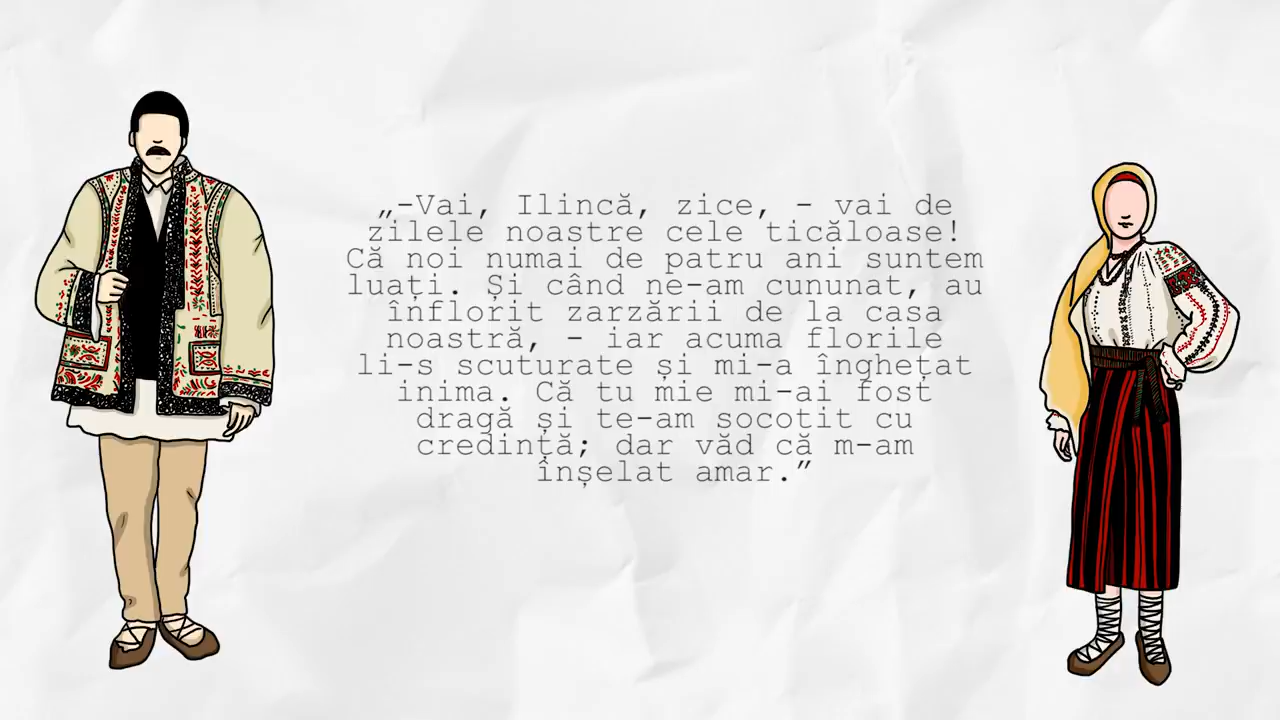 „-Vai, Ilincă, zice, - vai de
zilele noastre cele ticăloase!
Că noi numai de patru ani suntem
luați. Și când ne-am cununat, au
înflorit zarzării de la casa
noastră, - iar acuma florile
li-s scuturate și mi-a înghețat
inima. Că tu mie mi-ai fost
dragă și te-am socotit cu
credință; dar văd că m-am
înșelat amar.”